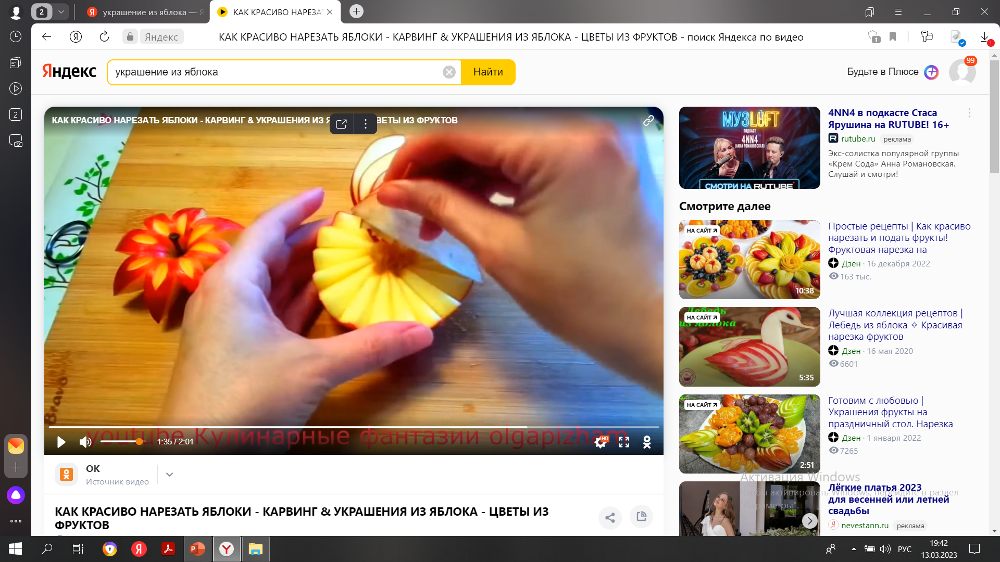 2
украшение из яблока — Я
КАК КРАСИВО НАРЕЗА
Яндекс
КАК КРАСИВО НАРЕЗАТЬ ЯБЛОКИ - КАРВИНГ & УКРАШЕНИЯ ИЗ ЯБЛОКА - ЦВЕТЫ ИЗ ФРУКТОВ - поиск Яндекса по видео
1
2
Яндекс
украшение из яблока
Найти
Будьте в Плюсе
99
КАК КРАСИВО НАРЕЗАТЬ ЯБЛОКИ - КАРВИНГ & УКРАШЕНИЯ ИЗ Я ВЕТЫ ИЗ ФРУКТОВ
youtube Кулинарные фантазии olgapizham
1:35 / 2:01
HD
ОК
Источник видео
КАК КРАСИВО НАРЕЗАТЬ ЯБЛОКИ - КАРВИНГ & УКРАШЕНИЯ ИЗ ЯБЛОКА - ЦВЕТЫ ИЗ
ФРУКТОВ
МУЗLOFT
ПОДКАСТ
4NN4
(АННА РОМАНОВСКАЯ)
СМОТРИ НА RUTUBE
4NN4 в подкасте Стаса
Ярушина на RUTUBE! 16+
rutube.ru реклама
Экс-солистка популярной группы
«Крем Сода» Анна Романовская.
Слушай и смотри!
Смотрите далее
НА САЙТ
10:38
Простые рецепты | Как красиво
нарезать и подать фрукты!
Фруктовая нарезка на
Дзен · 16 декабря 2022
163 тыс.
Лебедь
из яблока
НА САЙТ
5:35
Лучшая коллекция рецептов |
Лебедь из яблока ✧ Красивая
нарезка фруктов
Дзен · 16 мая 2020
6601
НА САЙТ
2:51
Готовим с любовью |
Украшения фрукты на
праздничный стол. Нарезка
Дзен · 1 января 2022
7265
Активация Windows
Чтобы активировать Windows, перейдите в раздел
"Параметры".
Лёгкие платья 2023
для весенней или летней
свадьбы
nevestann.ru реклама
РУС
19:42
13.03.2023